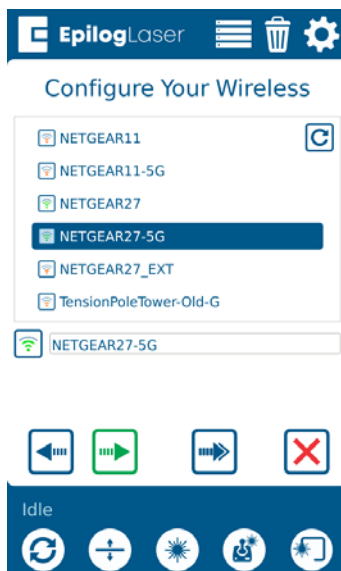 EpilogLaser
Configure Your Wireless
NETGEAR11
NETGEAR11-5G
NETGEAR27
NETGEAR27-5G
NETGEAR27_EXT
TensionPoleTower-Old-G
NETGEAR27-5G
Idle